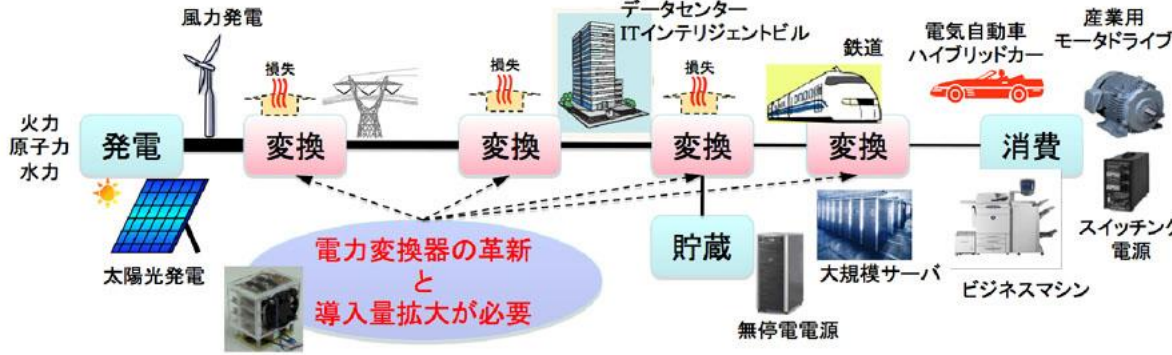 風力発電
データセンター
ITインテリジェントビル
鉄道
電気自動車
ハイブリッドカー
産業用
モータドライブ
損失
損失
損失
火力
原子力
水力
発電
変換
変換
変換
変換
消費
太陽光発電
電力変換器の革新
と
導入量拡大が必要
貯蔵
無停電電源
大規模サーバ
ビジネスマシン
スイッチング
電源